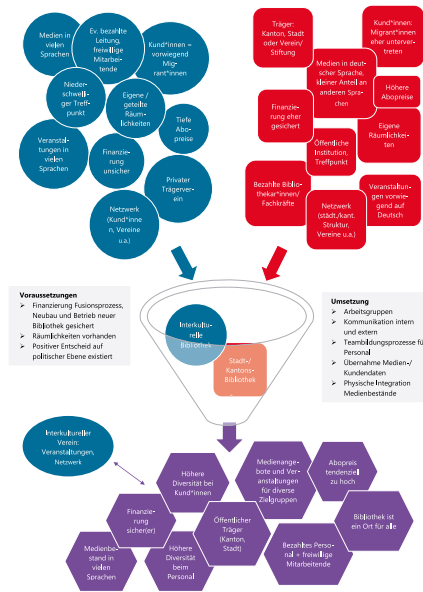 Medien in
vielen
Sprachen
Ev. bezahlte
Leitung,
freiwillige
Mitarbei-
tende
Kund*innen =
vorwiegend
Mig-
rant*innen
Nieder-
schwelli-
ger Treff-
punkt
Eigene /
geteilte
Räum-
lichkeiten
Tiefe
Abo-
preise
Veranstal-
tungen in
vielen
Sprachen
Finanzie-
rung
unsicher
Privater
Trägerver-
ein
Netzwerk
(Kund*inne
n, Vereine
u.a.)
Träger:
Kanton, Stadt
oder Verein/
Stiftung
Kund*innen:
Migrant*innen
eher unterver-
treten
Medien in deut-
scher Sprache,
kleiner Anteil an
anderen Spra-
chen
Höhere
Abopreise
Finanzie-
rung eher
gesichert
Eigene
Räumlichkei-
ten
Öffentliche
Institution,
Treffpunkt
Bezahlte Biblio-
thekar*innen/
Fachkräfte
Veranstaltun-
gen vorwie-
gend auf
Deutsch
Netzwerk
(städt./kant.
Struktur,
Vereine u.a.)
Voraussetzungen
➢ Finanzierung Fusionsprozess,
Neubau und Betrieb neuer
Bibliothek gesichert
➢ Räumlichkeiten vorhanden
➢ Positiver Entscheid auf
politischer Ebene existiert
Interkultu-
relle
Bibliothek
Stadt-/
Kantons-
Bibliothek
Umsetzung
➢ Arbeitsgruppen
➢ Kommunikation intern
und extern
➢ Teambildungsprozesse für
Personal
➢ Übernahme Medien-/
Kundendaten
➢ Physische Integration
Medienbestände
Interkultureller
Verein:
Veranstaltungen,
Netzwerk
Höhere
Diversität bei
Kund*innen
Medienange-
bote und Ver-
anstaltungen
für diverse
Zielgruppen
Abopreis
tendenziel
zu hoch
Finanzie-
rung
sicher(er)
Öffentlicher
Träger
(Kanton,
Stadt)
Bibliothek ist
ein Ort für alle
Medienbe-
stand in
vielen
Sprachen
Höhere
Diversität
beim
Personal
Bezahltes Perso-
nal + freiwillige
Mitarbeitende